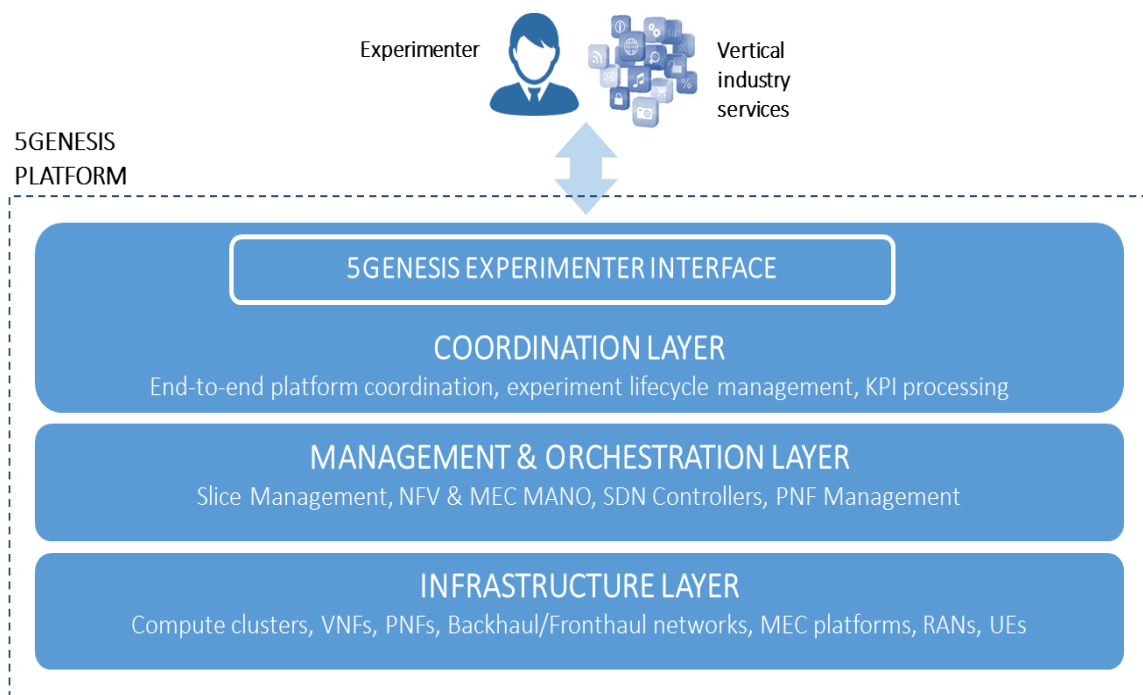 Experimenter
Vertical
industry
services
5GENESIS
PLATFORM
5GENESIS EXPERIMENTER INTERFACE
COORDINATION LAYER
End-to-end platform coordination, experiment lifecycle management, KPI processing
MANAGEMENT & ORCHESTRATION LAYER
Slice Management, NFV & MEC MANO, SDN Controllers, PNF Management
INFRASTRUCTURE LAYER
Compute clusters, VNFs, PNFs, Backhaul/Fronthaul networks, MEC platforms, RANs, UEs